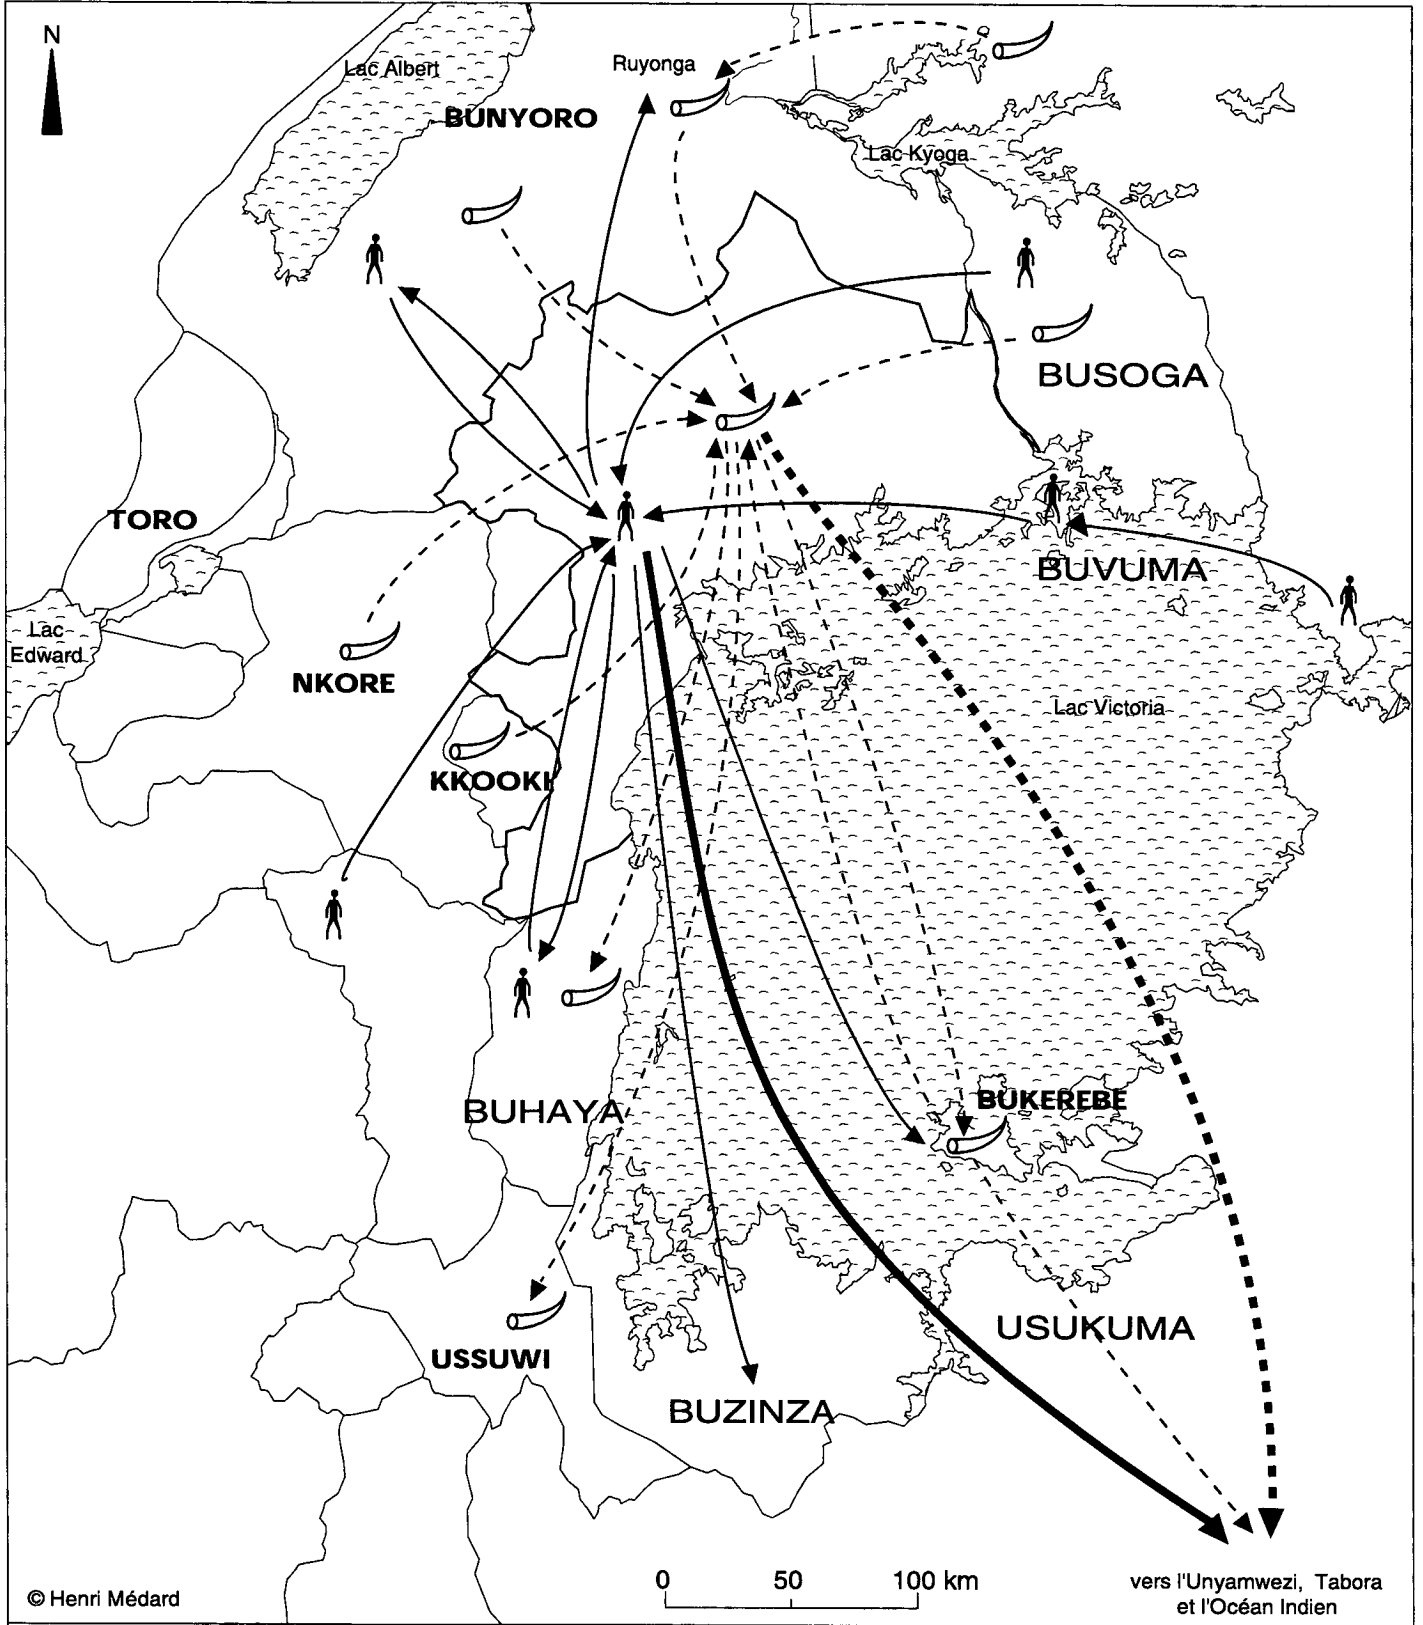 N
Lac Albert
Ruyonga
BUNYORO
Lac Kyoga
BUSOGA
TORO
BUVUMA
Lac
Edward
NKORE
Lac Victoria
KKOOKI
BUKEREBE
BUHAYA
USUKUMA
USSUWI
BUZINZA
0 50 100 km
vers l'Unyamwezi, Tabora
et l'Océan Indien
© Henri Médard